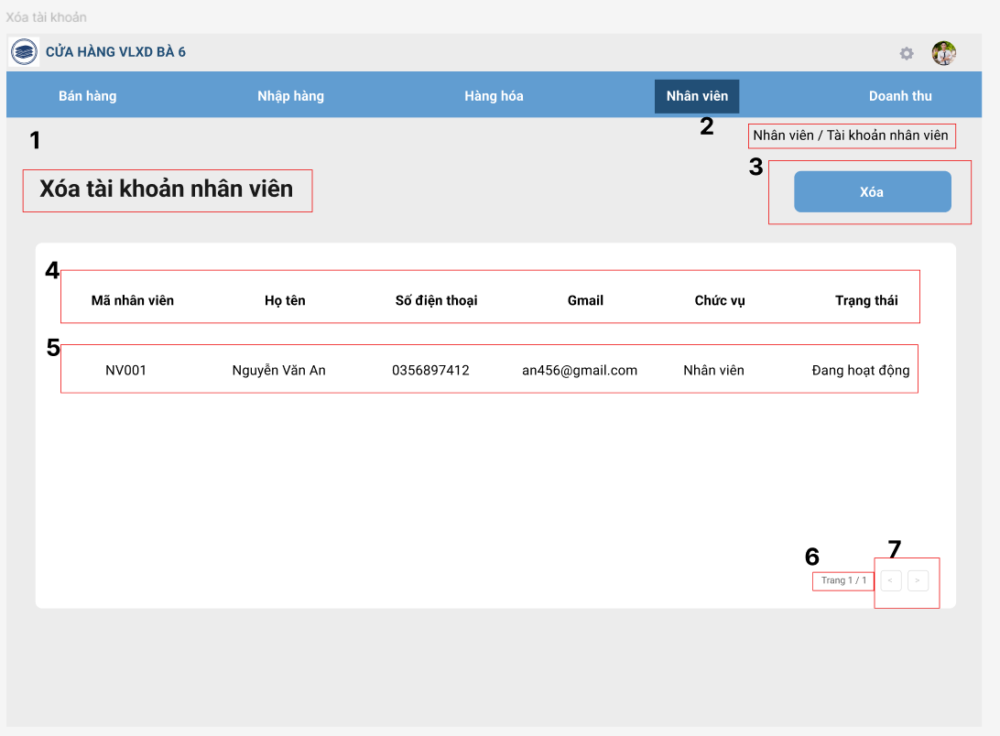 Xóa tài khoản
CỬA HÀNG VLXD BÀ 6
Bán hàng Nhập hàng Hàng hóa Nhân viên Doanh thu
1
2
Nhân viên / Tài khoản nhân viên
3
Xóa tài khoản nhân viên
Xóa
4
Mã nhân viên Họ tên Số điện thoại Gmail Chức vụ Trạng thái
5
NV001 Nguyễn Văn An 0356897412 an456@gmail.com Nhân viên Đang hoạt động
6
7
Trang 1 / 1 < >